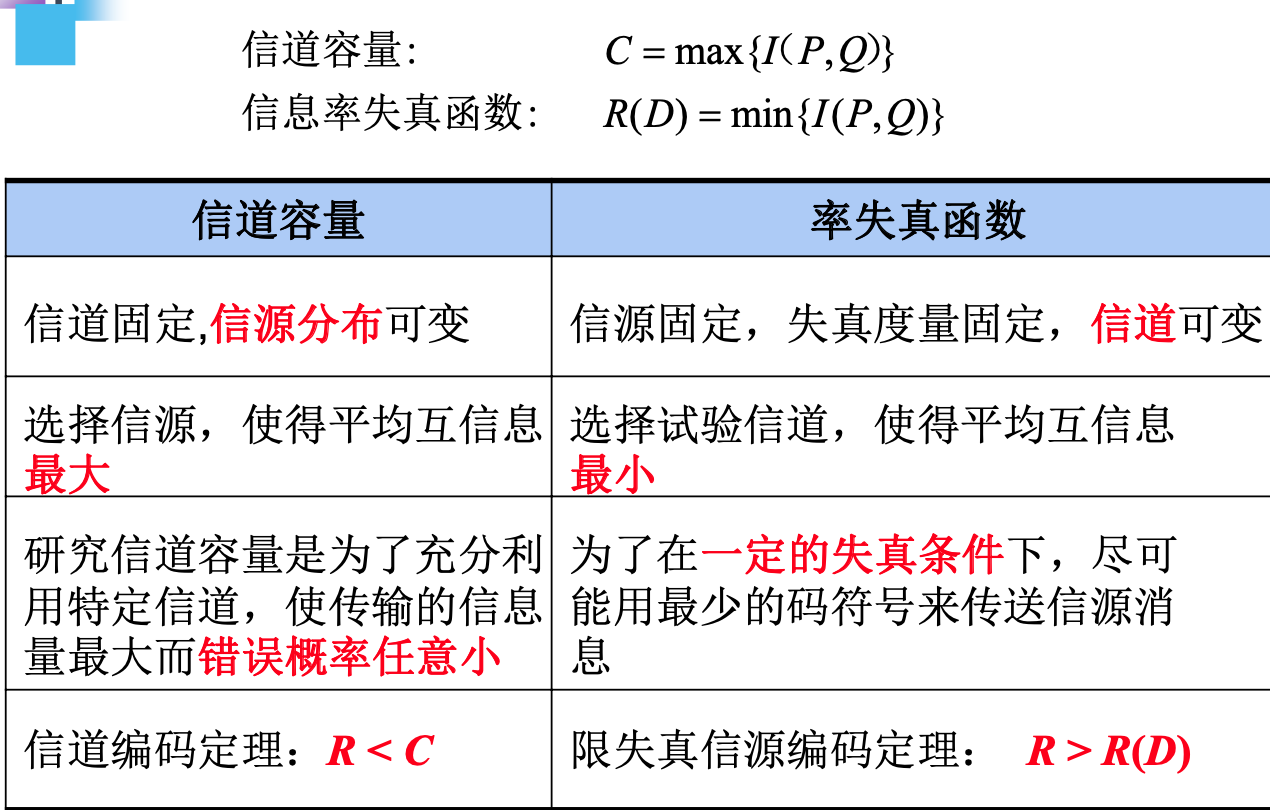 信道容量: C = max{I（P,Q)}
信息率失真函数: R(D) = min{I(P,Q)}
信道容量
率失真函数
信道固定,信源分布可变
信源固定，失真度量固定，信道可变
选择信源，使得平均互信息
最大
选择试验信道，使得平均互信息
最小
研究信道容量是为了充分利
用特定信道，使传输的信息
量最大而错误概率任意小
为了在一定的失真条件下，尽可
能用最少的码符号来传送信源消
息
信道编码定理：R < C
限失真信源编码定理： R > R(D)